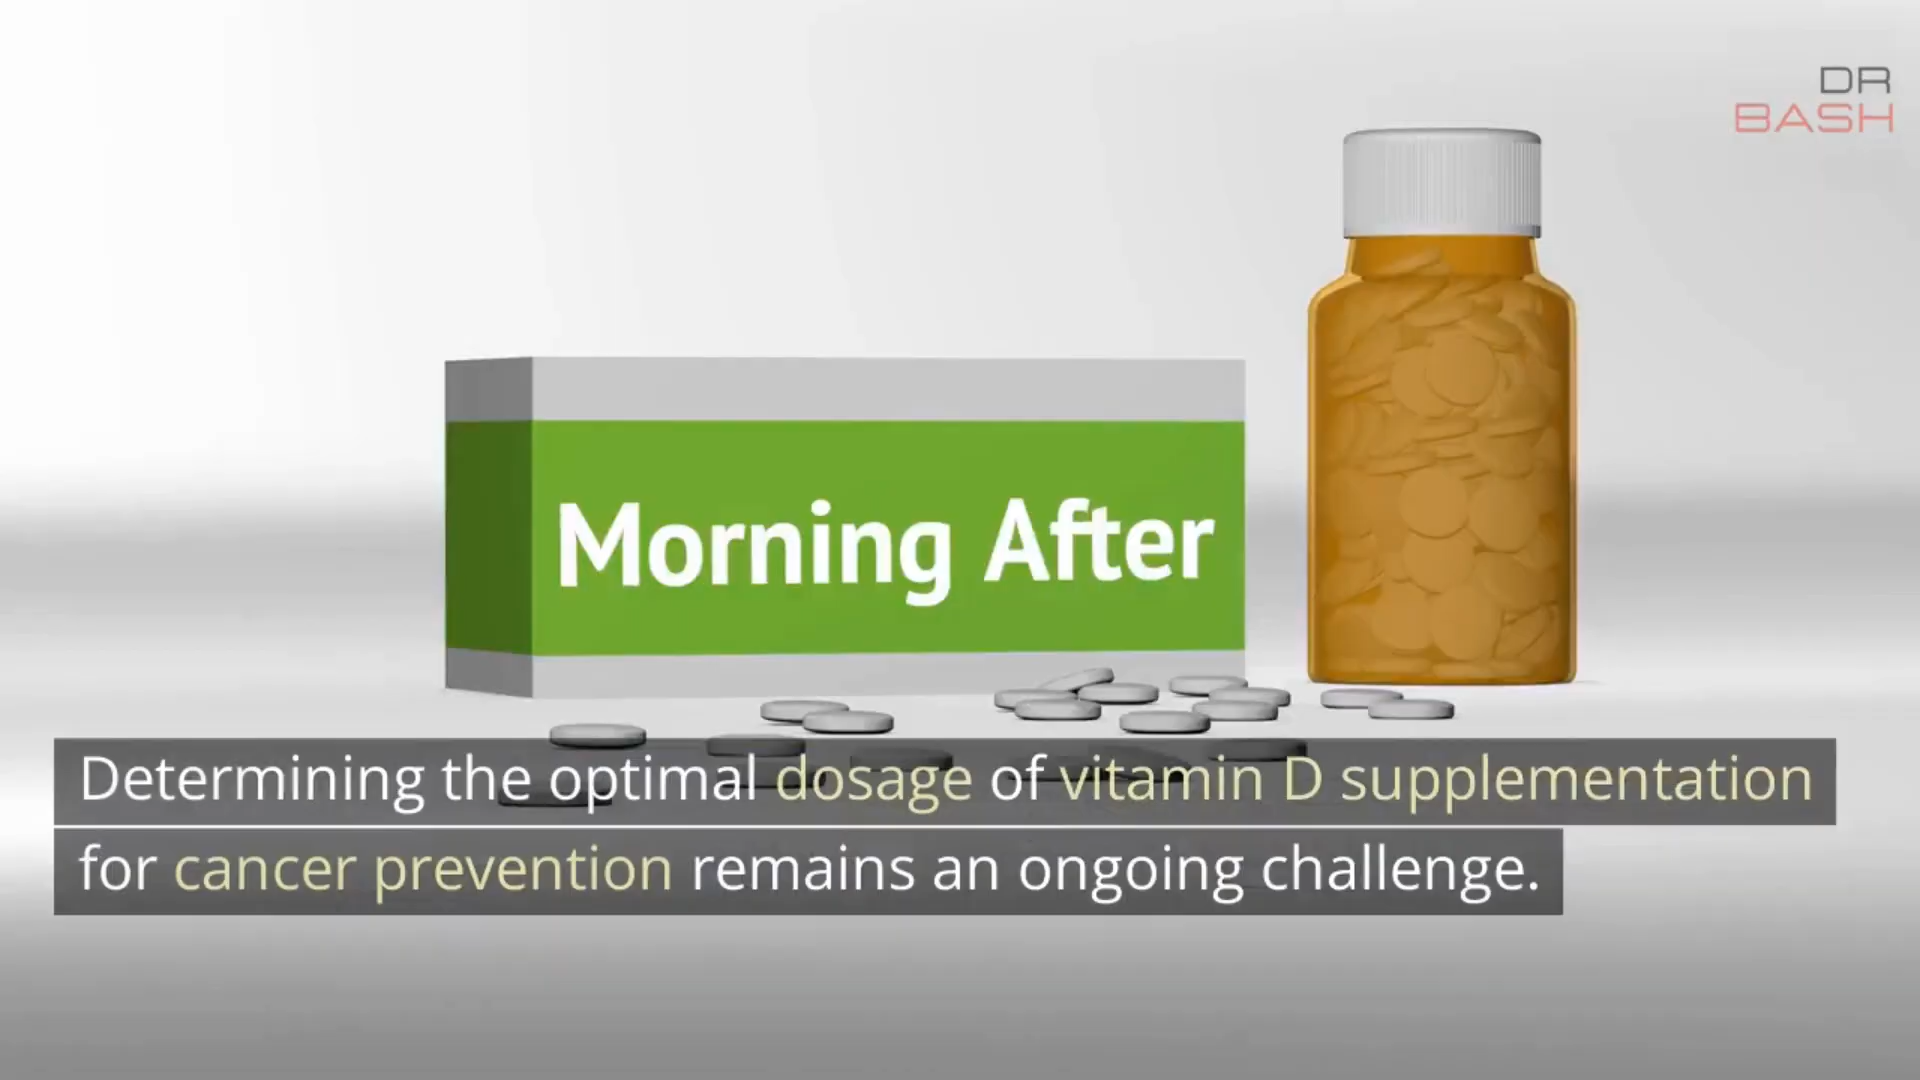 DR
BASH
Morning After
Determining the optimal dosage of vitamin D supplementation
for cancer prevention remains an ongoing challenge.